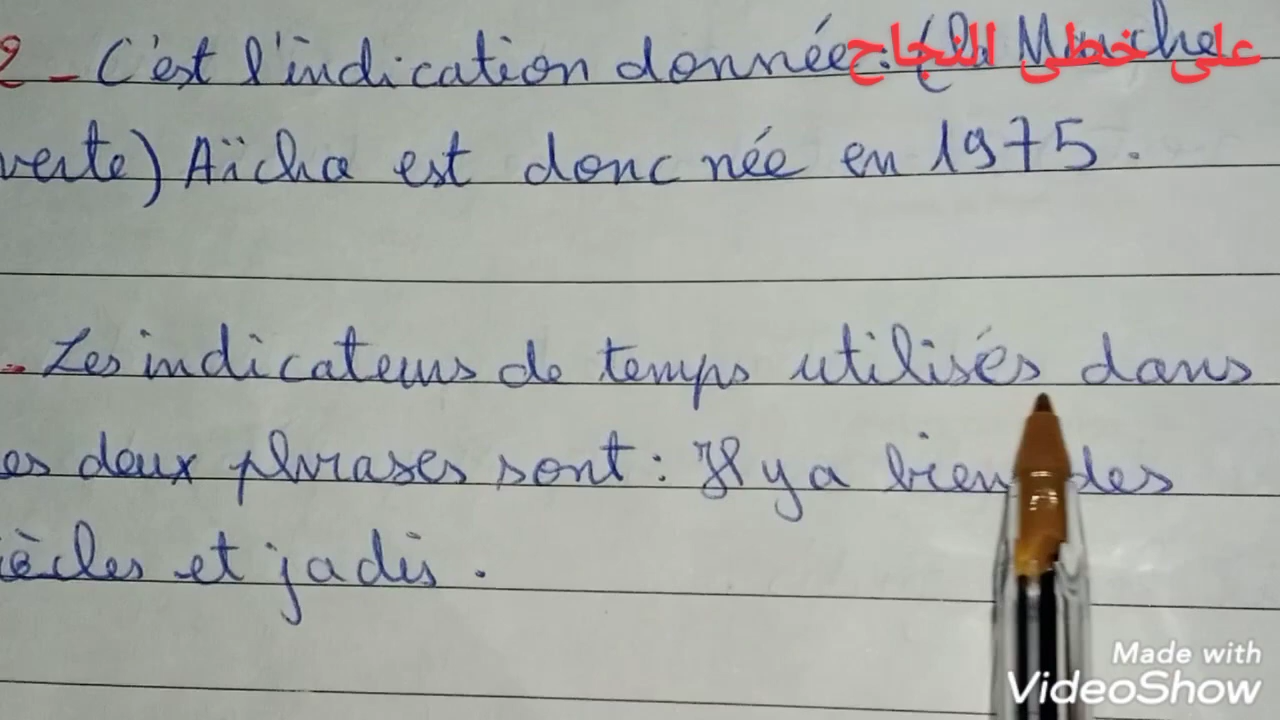 2 - C'est l'indication donnée: (La Marche
على خطى النجاح
verte) Aïcha est donc née en 1975.
- Les indicateurs de temps utilisés dans
es deux phrases sont: Il y a bien des
iècles et jadis.
Made with
VideoShow